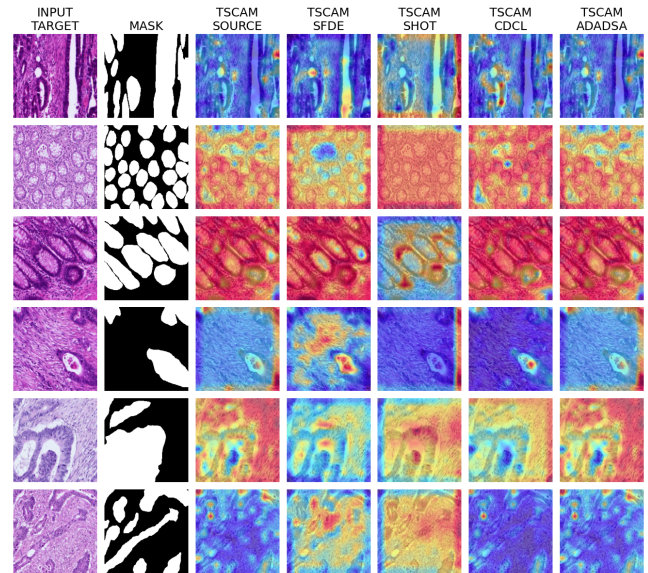 INPUT TARGET
MASK
TSCAM SOURCE
TSCAM SFDE
TSCAM SHOT
TSCAM CDCL
TSCAM ADADSA